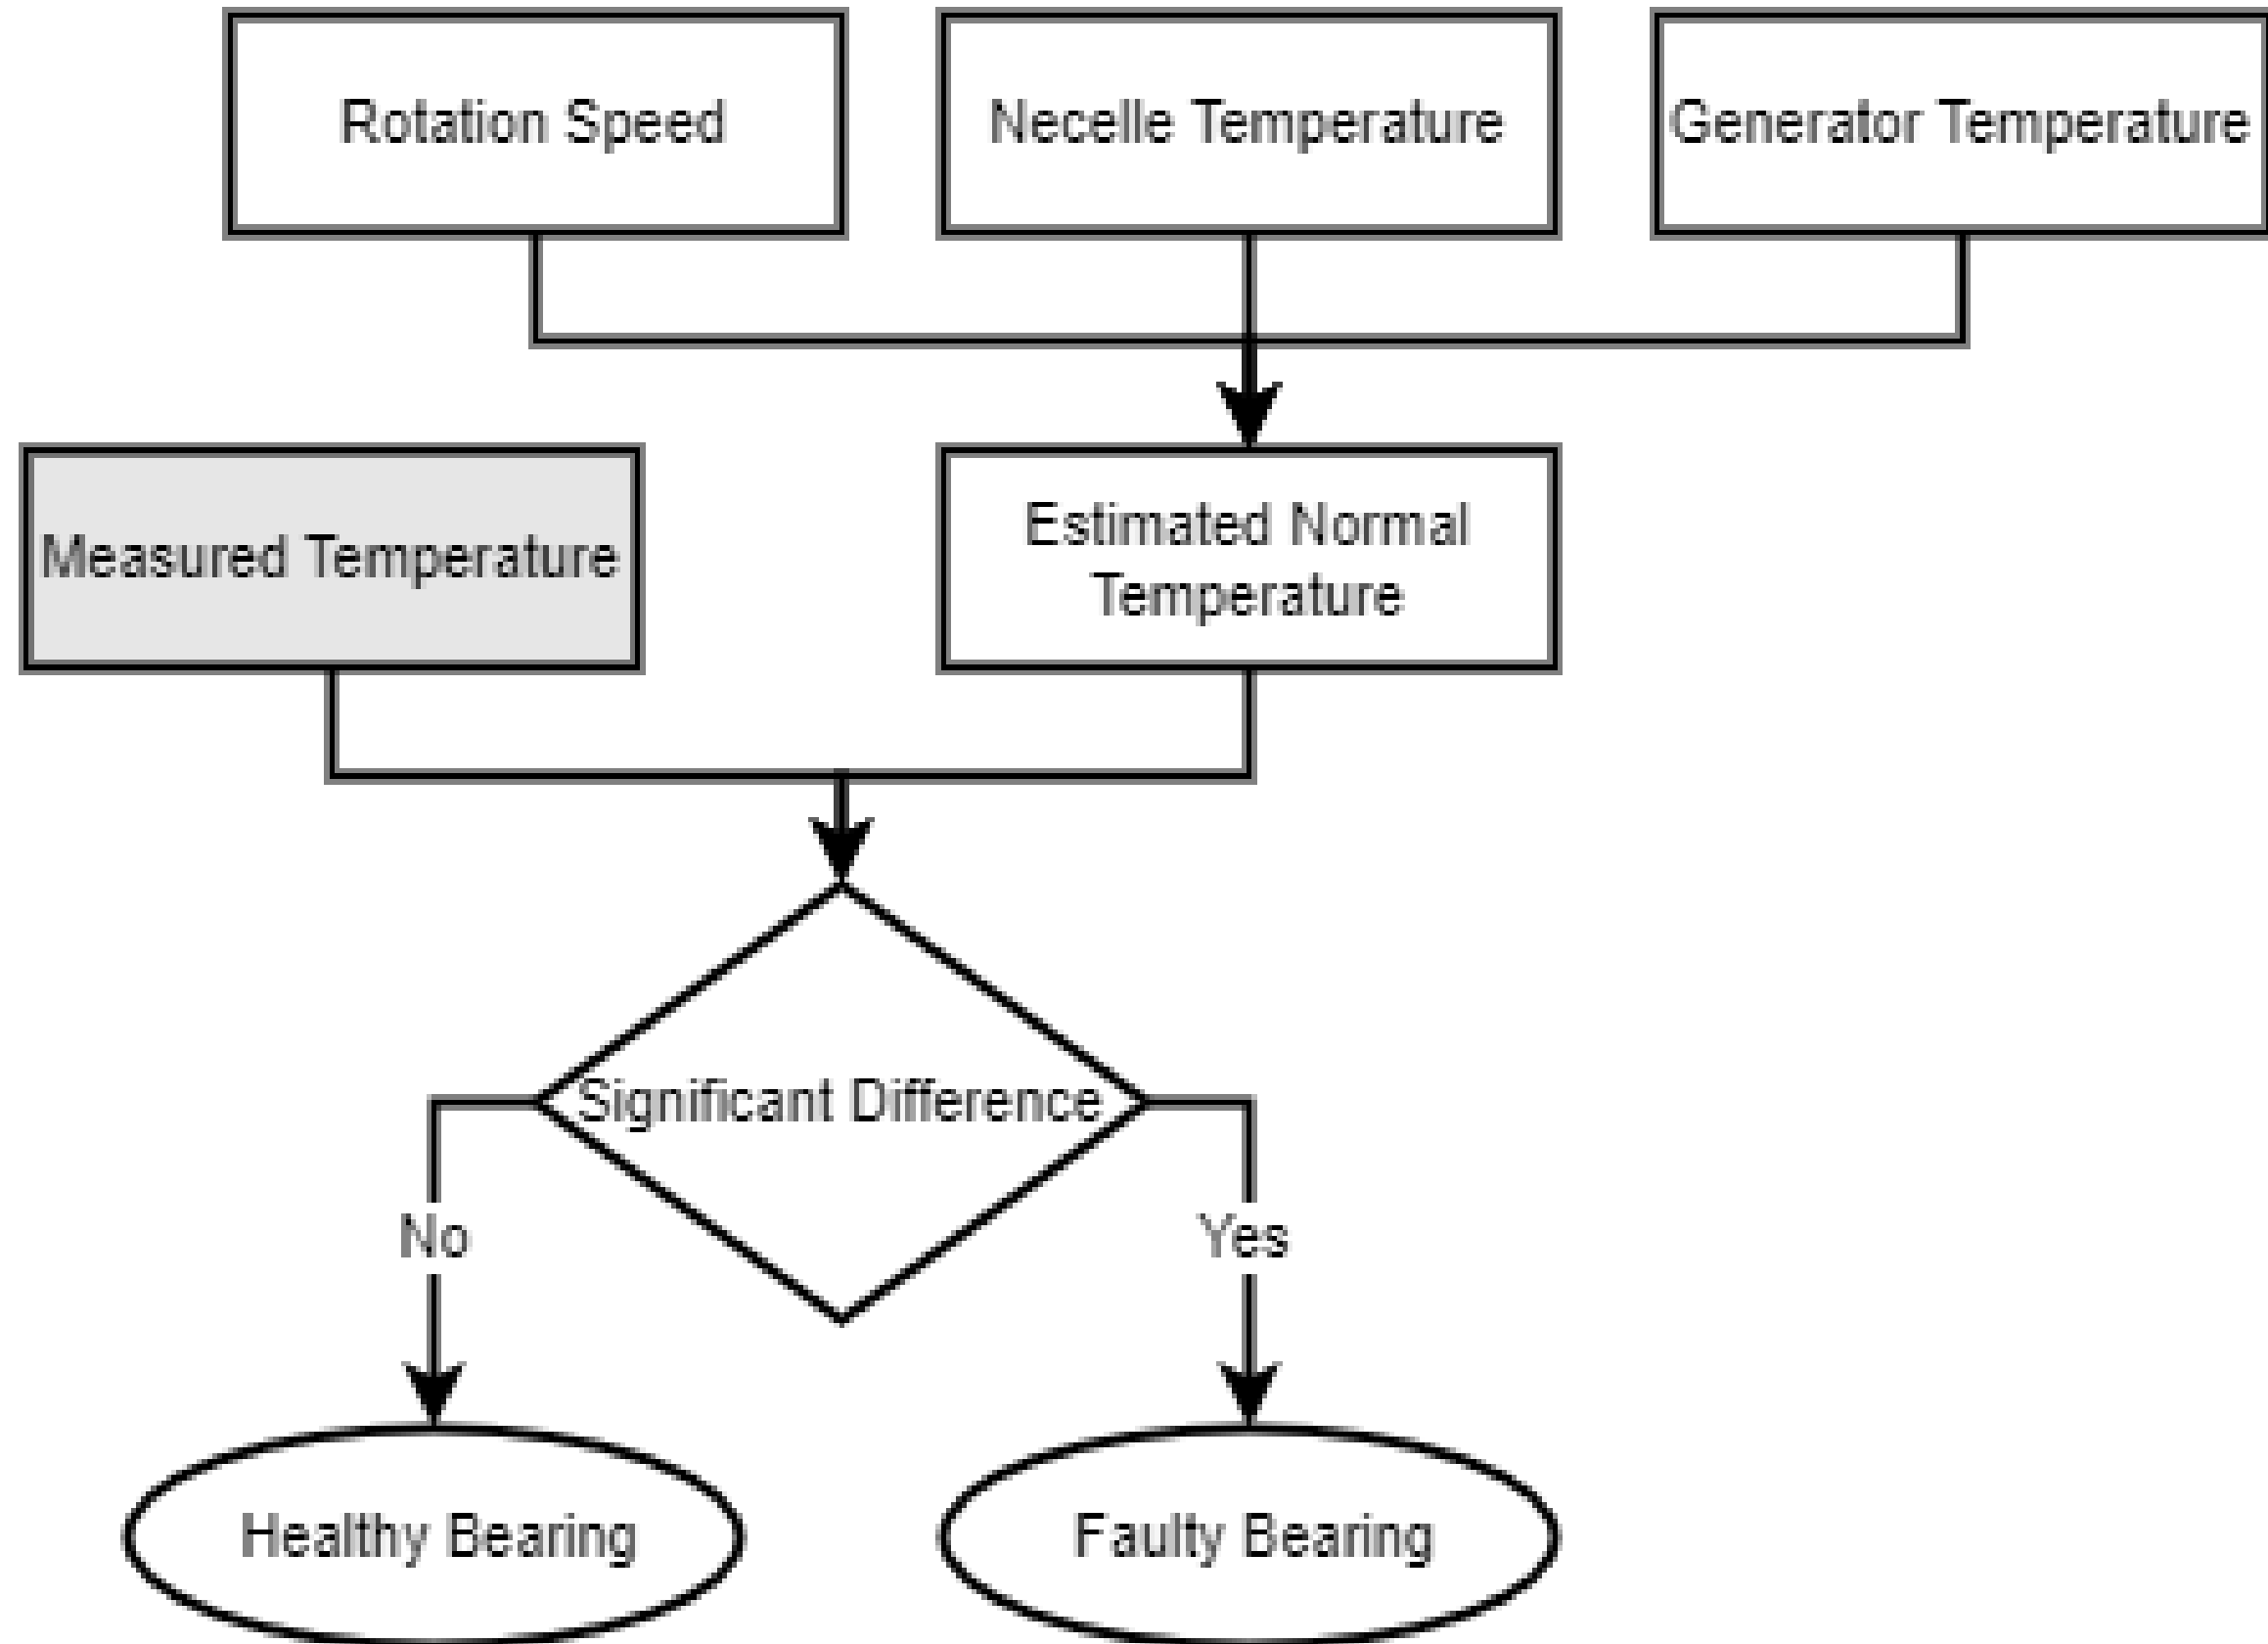 Rotation Speed
Necelle Temperature
Generator Temperature
Measured Temperature
Estimated Normal
Temperature
Significant Difference
No
Yes
Healthy Bearing
Faulty Bearing